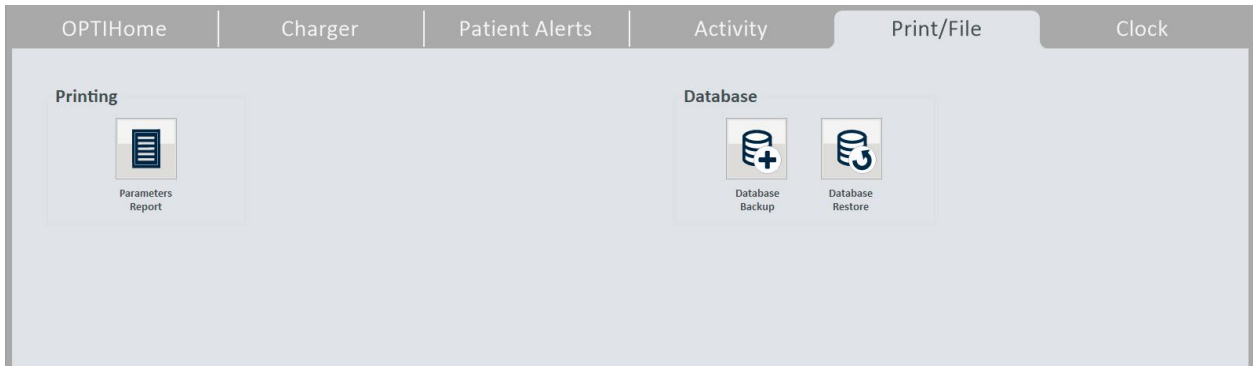 OPTIHome Charger Patient Alerts Activity Print/File Clock
Printing
Parameters
Report
Database
Database
Backup
Database
Restore